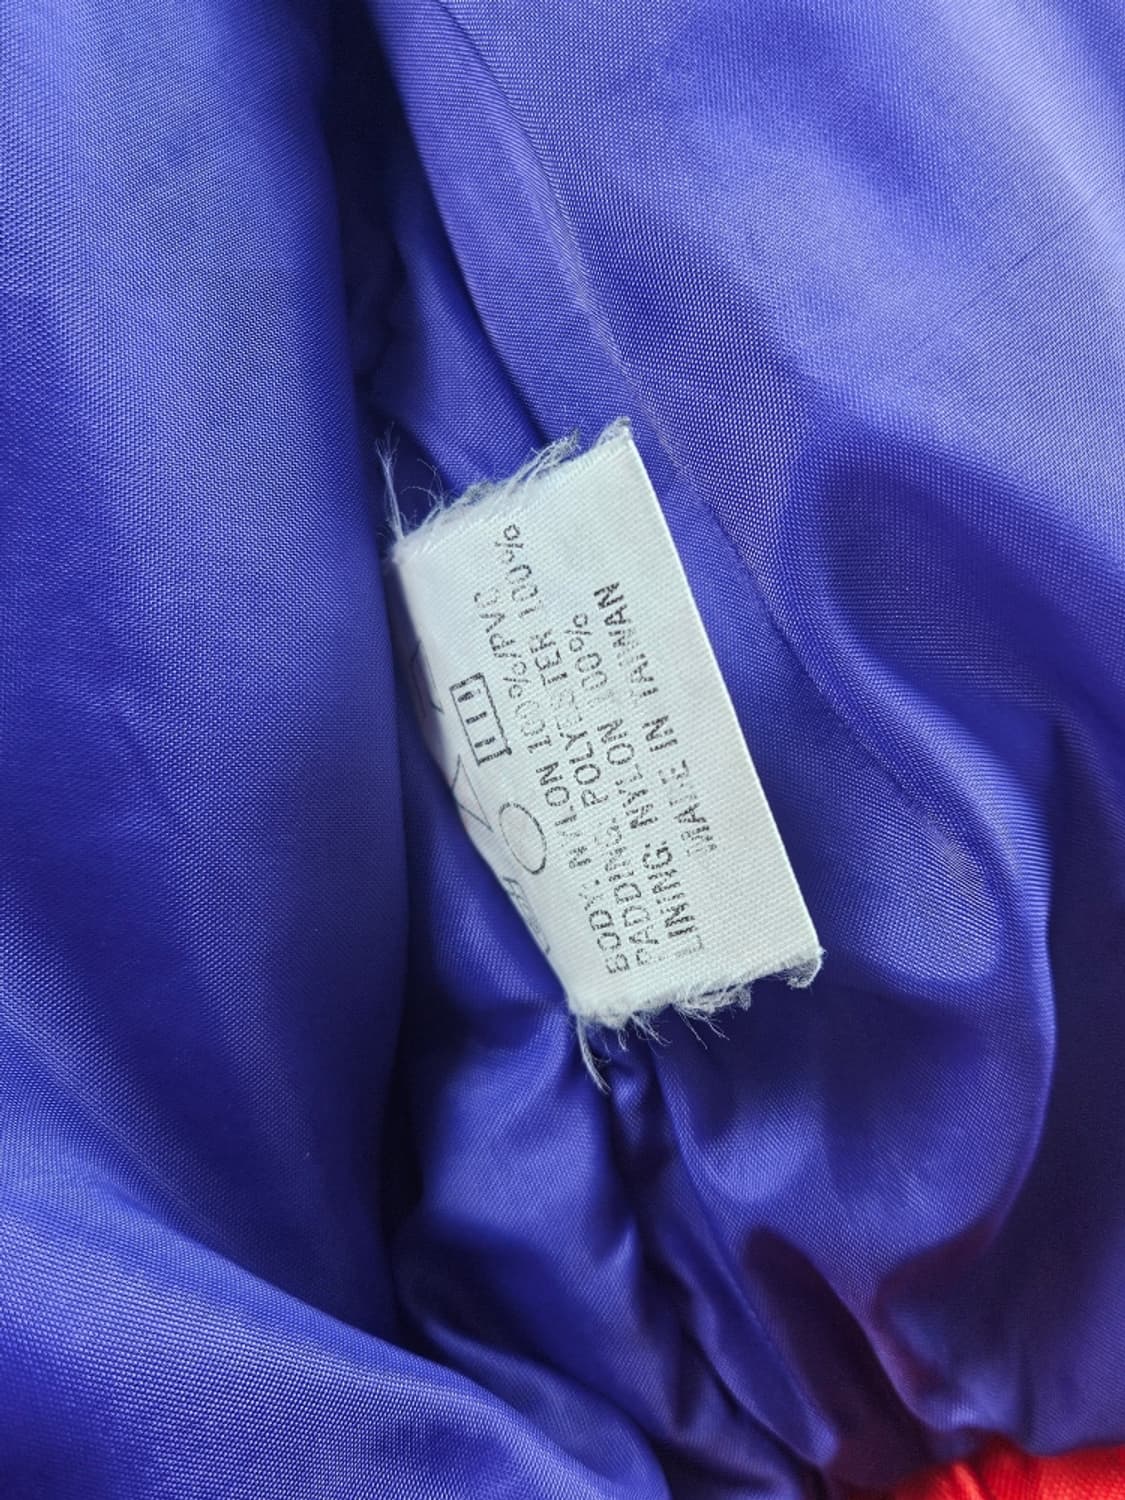 BODY: NYLON 100%/PVC
PADDING: POLYESTER 100%
LINING: NYLON 100%
MADE IN TAIWAN